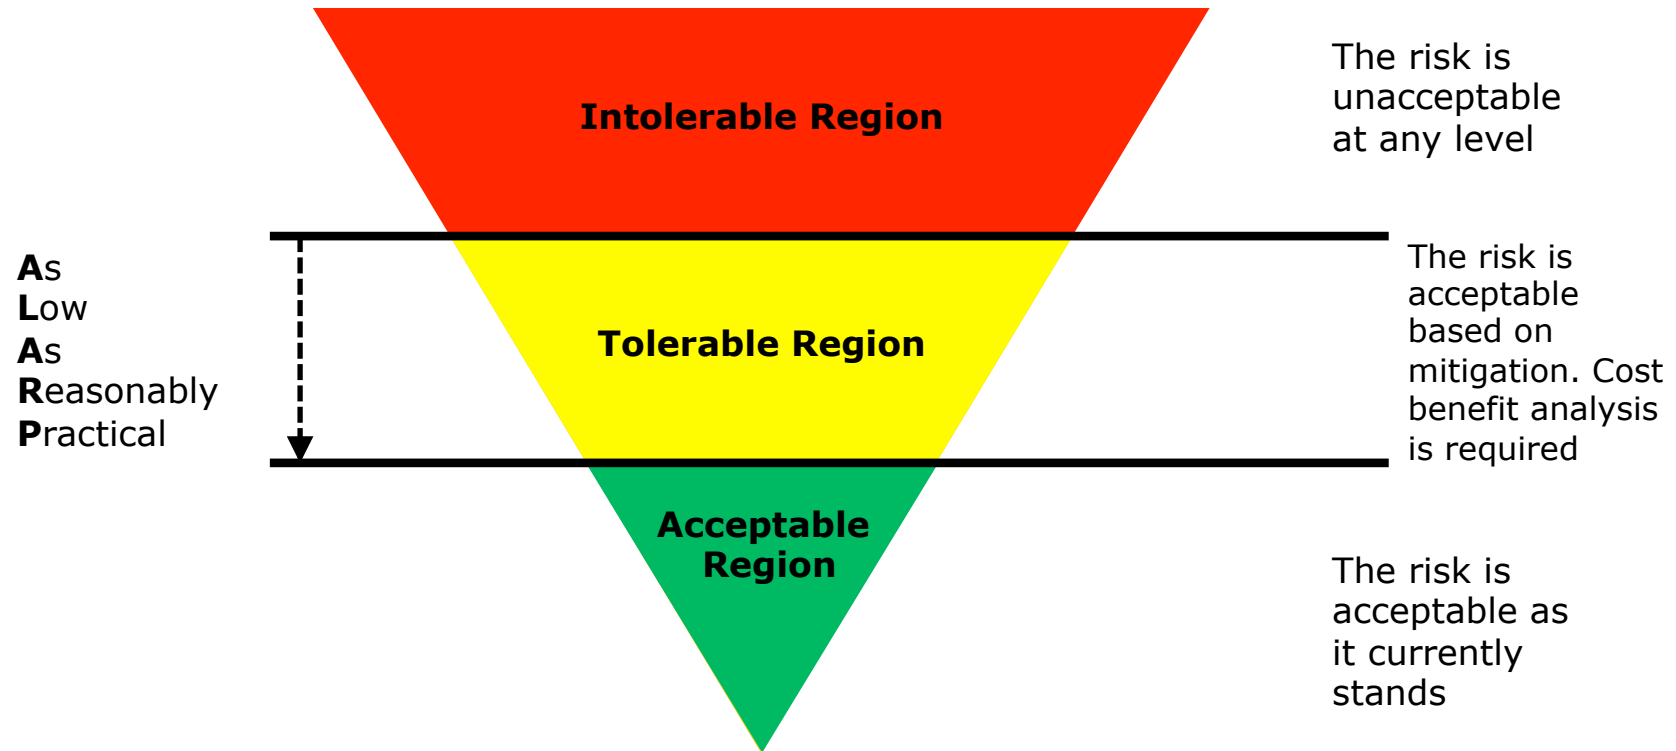 The risk is
unacceptable
at any level
Intolerable Region
As
Low
As
Reasonably
Practical
Tolerable Region
The risk is
acceptable
based on
mitigation. Cost
benefit analysis
is required
Acceptable
Region
The risk is
acceptable as
it currently
stands